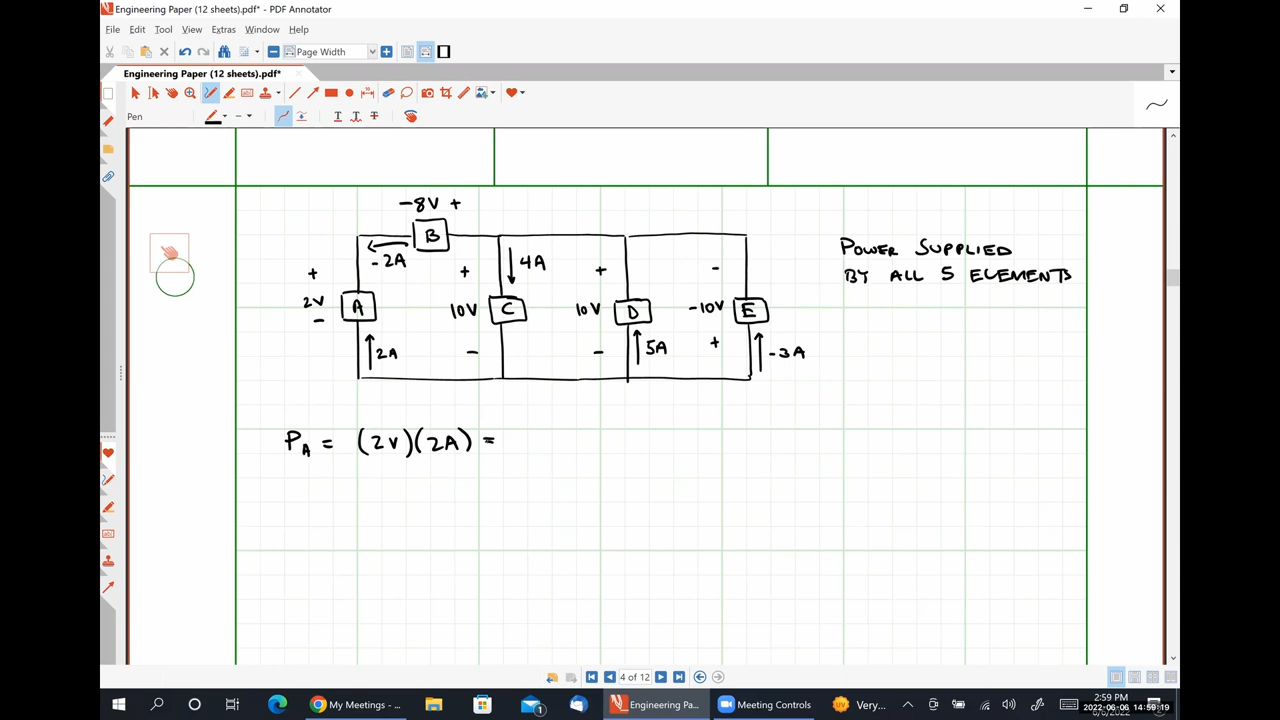 Engineering Paper (12 sheets).pdf* - PDF Annotator
File Edit Tool View Extras Window Help
Page Width
Engineering Paper (12 sheets).pdf*
Pen
-8V +
B
-2A
+
2V
-
A
2A
+
10V
-
C
4A
+
10V
-
D
5A
-
-10V
+
E
-3A
POWER SUPPLIED
BY ALL 5 ELEMENTS
PA = (2V)(2A) =
4 of 12
My Meetings - ...
Engineering Pa...
Meeting Controls
Very...
2:59 PM
2022-06-06 14:59:19